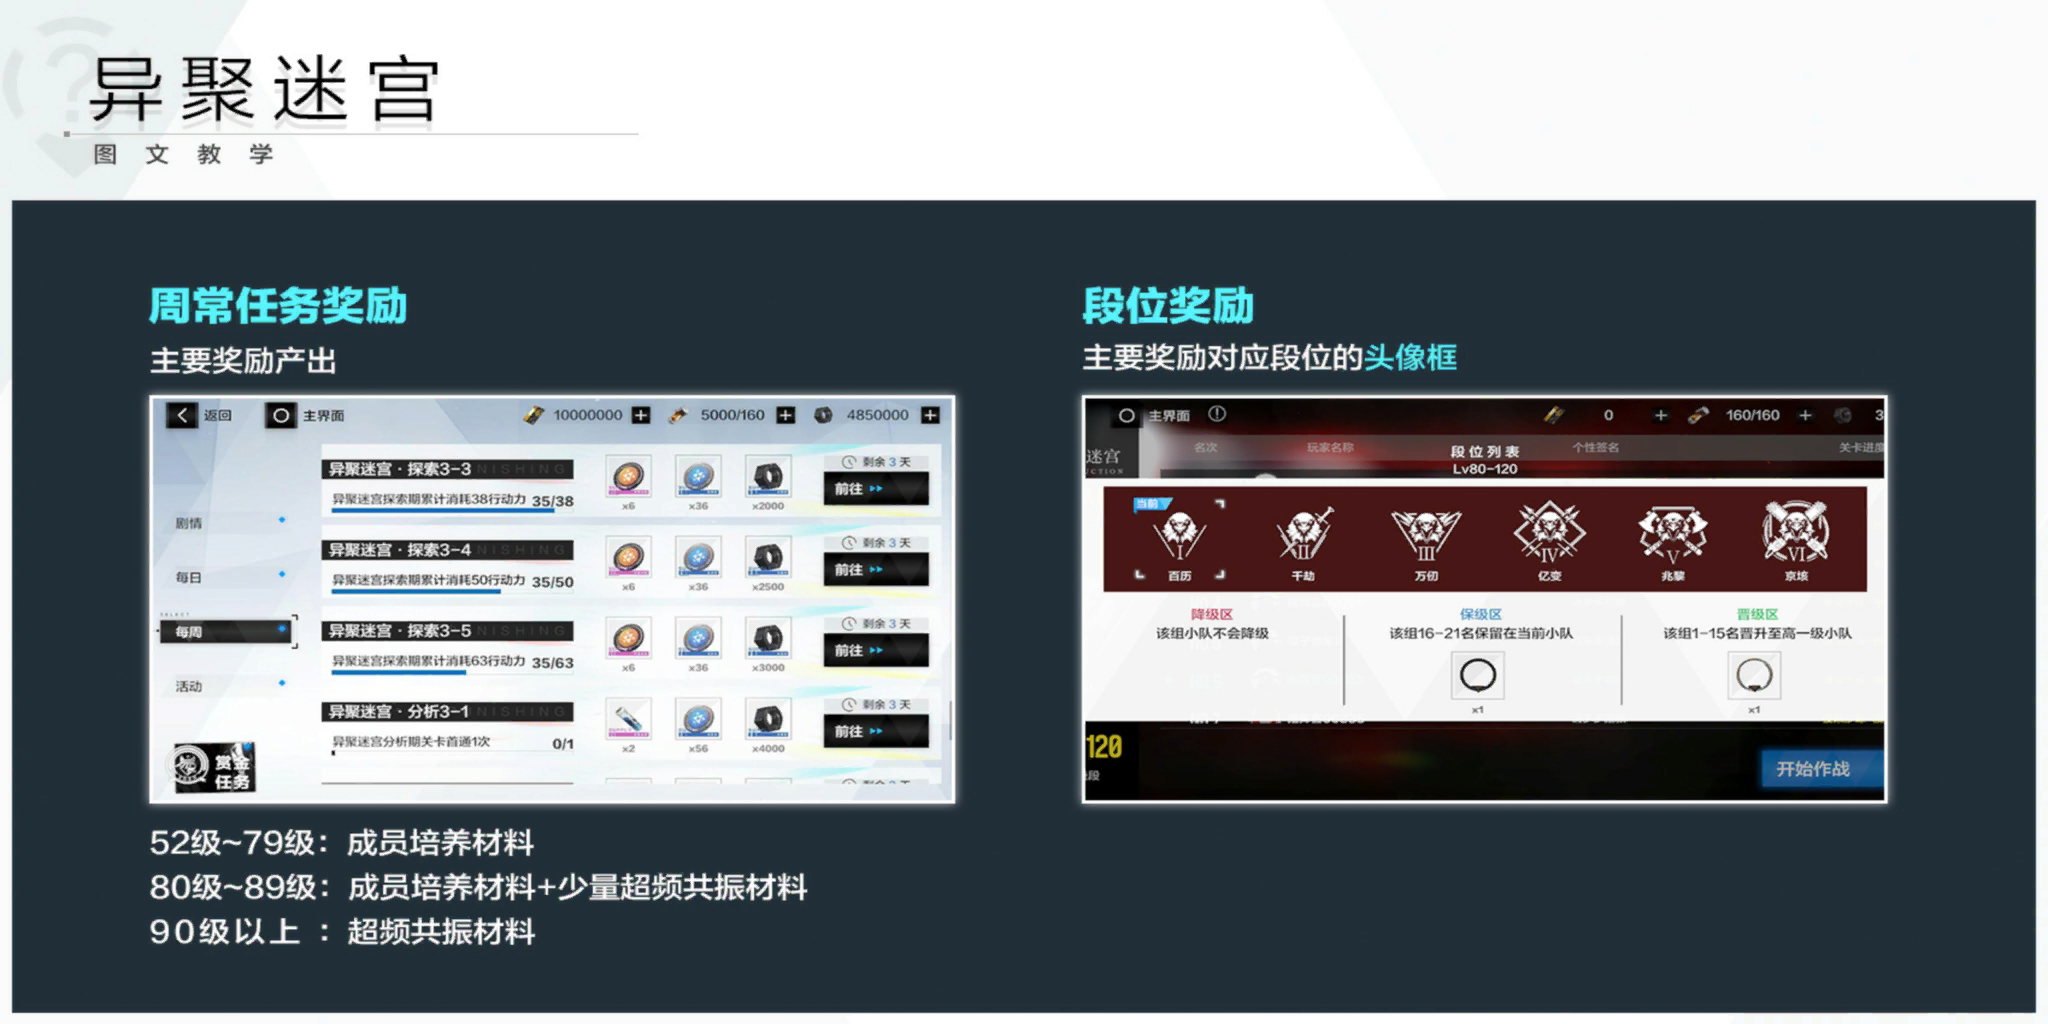 异聚迷宫
图文教学
周常任务奖励
主要奖励产出
返回
主界面
10000000
5000/160
4850000
剧情
每日
SELECT
每周
活动
赏金
任务
异聚迷宫·探索3-3
NISHING
异聚迷宫探索期累计消耗38行动力 35/38
x6
x36
x2000
剩余 3 天
前往
异聚迷宫·探索3-4
NISHING
异聚迷宫探索期累计消耗50行动力 35/50
x6
x36
x2500
剩余 3 天
前往
异聚迷宫·探索3-5
NISHING
异聚迷宫探索期累计消耗63行动力 35/63
x6
x36
x3000
剩余 3 天
前往
异聚迷宫·分析3-1
NISHING
异聚迷宫分析期关卡首通1次 0/1
x2
x56
x4000
剩余 3 天
前往
52级~79级：成员培养材料
80级~89级：成员培养材料+少量超频共振材料
90级以上：超频共振材料
段位奖励
主要奖励对应段位的头像框
主界面
0
160/160
3
迷宫
UCTION
名次
玩家名称
段位列表
个性签名
关卡进度
Lv80-120
当前
I
II
III
IV
V
VI
百历
千劫
万仞
亿变
兆黎
京垓
降级区
该组小队不会降级
保级区
该组16-21名保留在当前小队
x1
晋级区
该组1-15名晋升至高一级小队
x1
120
段
开始作战